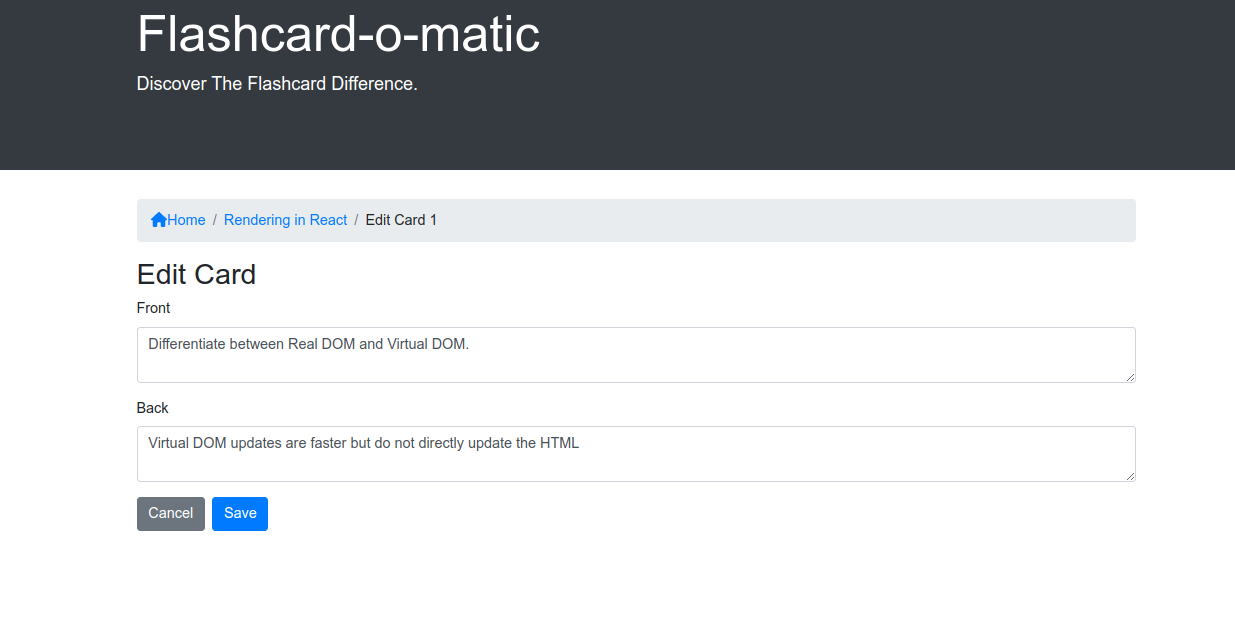 Flashcard-o-matic
Discover The Flashcard Difference.
Home / Rendering in React / Edit Card 1
Edit Card
Front
Differentiate between Real DOM and Virtual DOM.
Back
Virtual DOM updates are faster but do not directly update the HTML
Cancel Save